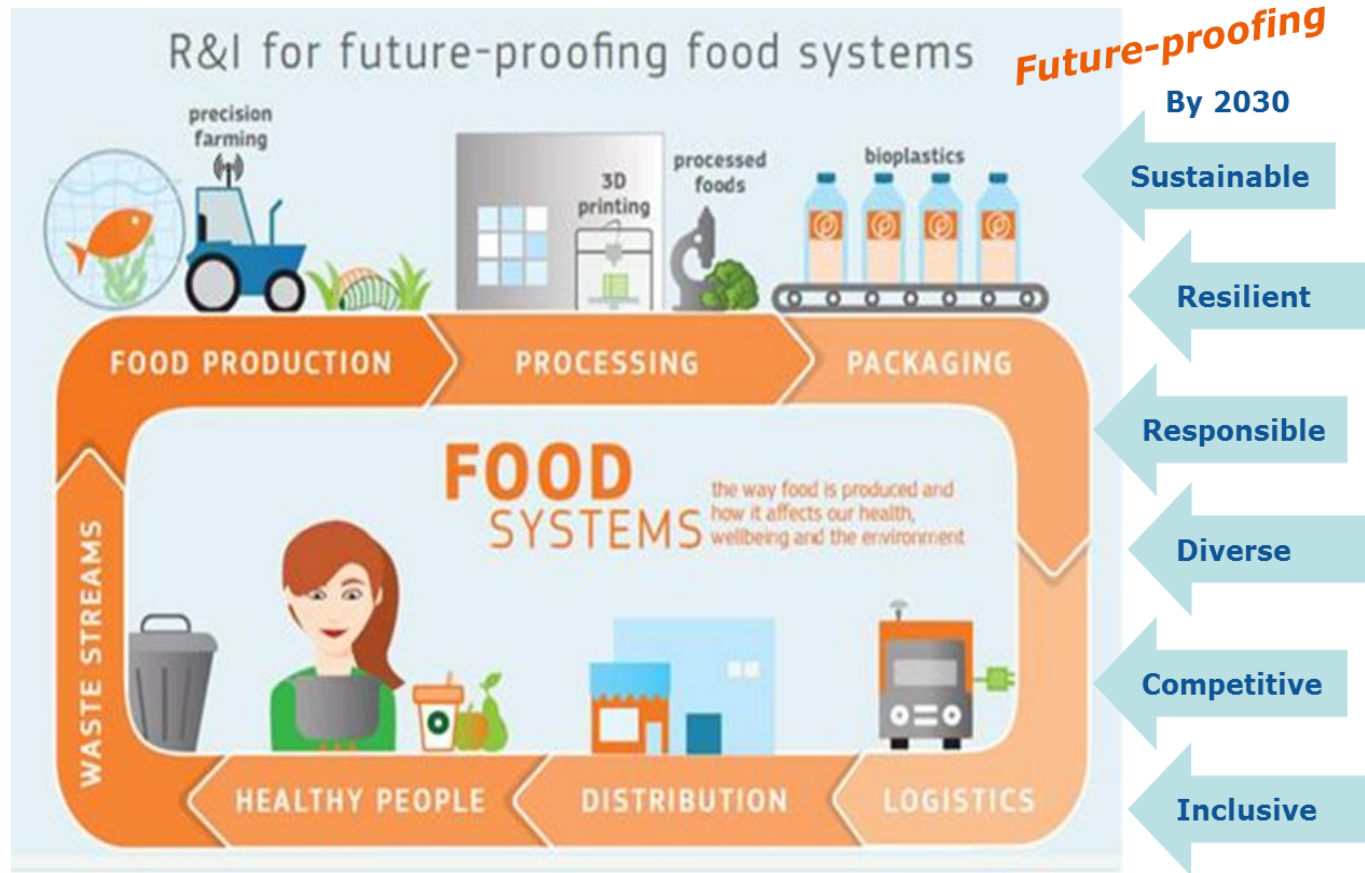 R&I for future-proofing food systems
Future-proofing
By 2030
precision
farming
3D
printing
processed
foods
bioplastics
Sustainable
Resilient
Responsible
Diverse
Competitive
Inclusive
FOOD PRODUCTION
PROCESSING
PACKAGING
FOOD
SYSTEMS
the way food is produced and
how it affects our health,
wellbeing and the environment
WASTE STREAMS
HEALTHY PEOPLE
DISTRIBUTION
LOGISTICS